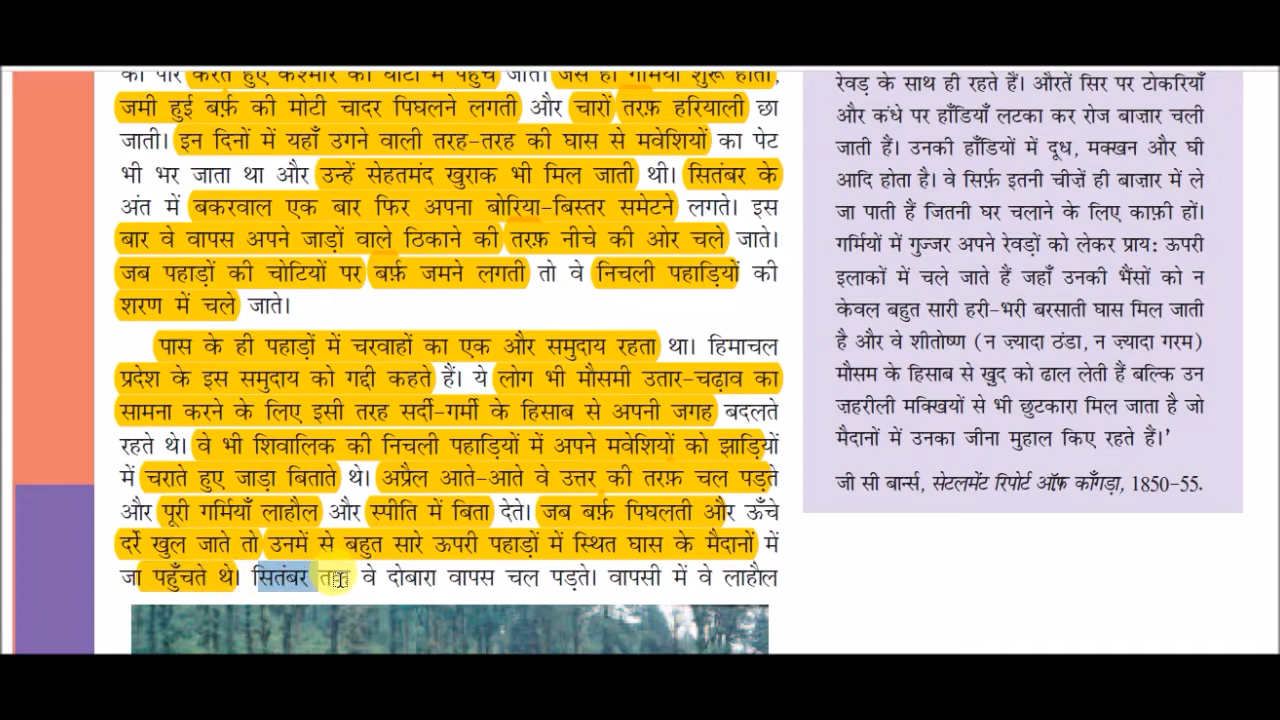 को पार करते हुए कश्मीर की घाटी में पहुँच जाते। जैसे ही गर्मियाँ शुरू होतीं,
जमी हुई बर्फ़ की मोटी चादर पिघलने लगती और चारों तरफ़ हरियाली छा
जाती। इन दिनों में यहाँ उगने वाली तरह-तरह की घास से मवेशियों का पेट
भी भर जाता था और उन्हें सेहतमंद खुराक भी मिल जाती थी। सितंबर के
अंत में बकरवाल एक बार फिर अपना बोरिया-बिस्तर समेटने लगते। इस
बार वे वापस अपने जाड़ों वाले ठिकाने की तरफ़ नीचे की ओर चले जाते।
जब पहाड़ों की चोटियों पर बर्फ़ जमने लगती तो वे निचली पहाड़ियों की
शरण में चले जाते।
पास के ही पहाड़ों में चरवाहों का एक और समुदाय रहता था। हिमाचल
प्रदेश के इस समुदाय को गद्दी कहते हैं। ये लोग भी मौसमी उतार-चढ़ाव का
सामना करने के लिए इसी तरह सर्दी-गर्मी के हिसाब से अपनी जगह बदलते
रहते थे। वे भी शिवालिक की निचली पहाड़ियों में अपने मवेशियों को झाड़ियों
में चराते हुए जाड़ा बिताते थे। अप्रैल आते-आते वे उत्तर की तरफ़ चल पड़ते
और पूरी गर्मियाँ लाहौल और स्पीति में बिता देते। जब बर्फ़ पिघलती और ऊँचे
दर्रे खुल जाते तो उनमें से बहुत सारे ऊपरी पहाड़ों में स्थित घास के मैदानों में
जा पहुँचते थे। सितंबर तक वे दोबारा वापस चल पड़ते। वापसी में वे लाहौल
रेवड़ के साथ ही रहते हैं। औरतें सिर पर टोकरियाँ
और कंधे पर हाँडियाँ लटका कर रोज बाजार चली
जाती हैं। उनकी हाँडियों में दूध, मक्खन और घी
आदि होता है। वे सिर्फ़ इतनी चीज़ें ही बाज़ार में ले
जा पाती हैं जितनी घर चलाने के लिए काफ़ी हों।
गर्मियों में गुज्जर अपने रेवड़ों को लेकर प्राय: ऊपरी
इलाकों में चले जाते हैं जहाँ उनकी भैंसों को न
केवल बहुत सारी हरी-भरी बरसाती घास मिल जाती
है और वे शीतोष्ण (न ज्यादा ठंडा, न ज्यादा गरम)
मौसम के हिसाब से खुद को ढाल लेती हैं बल्कि उन
जहरीली मक्खियों से भी छुटकारा मिल जाता है जो
मैदानों में उनका जीना मुहाल किए रहते हैं।'
जी सी बार्न्स, सेटलमेंट रिपोर्ट ऑफ़ काँगड़ा, 1850-55.